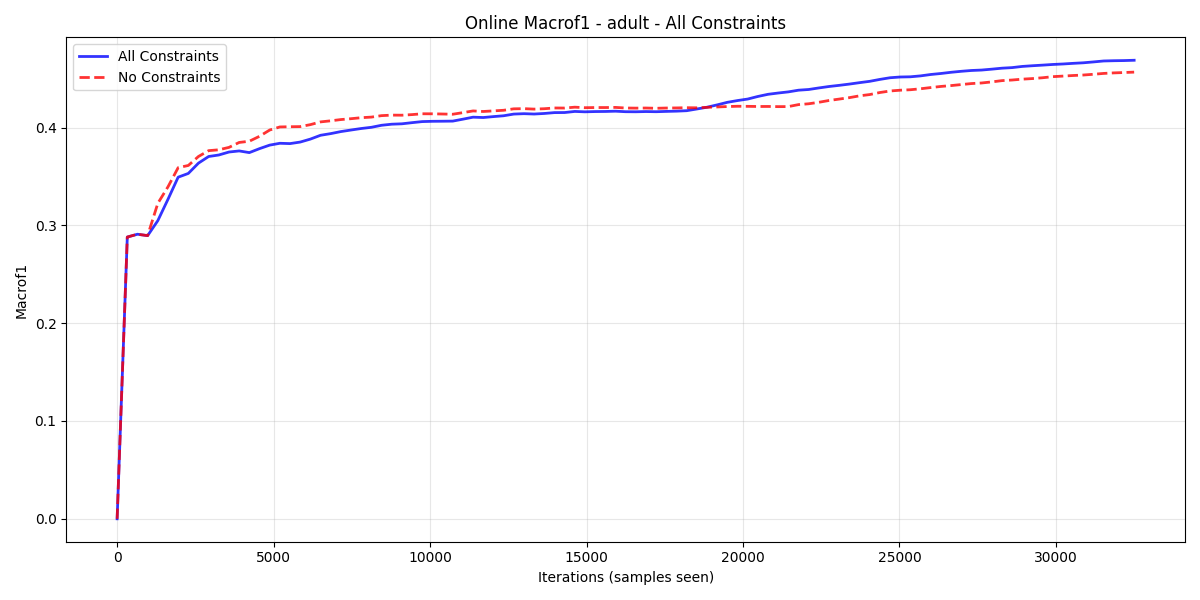 Online Macrof1 - adult - All Constraints
All Constraints
No Constraints
Macrof1
0.4
0.3
0.2
0.1
0.0
0
5000
10000
15000
20000
25000
30000
Iterations (samples seen)